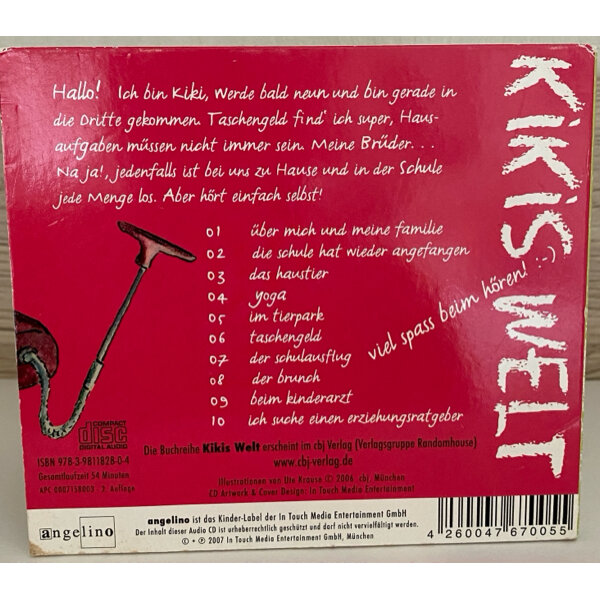 Hallo! Ich bin Kiki, werde bald neun und bin gerade in
die Dritte gekommen. Taschengeld find' ich super, Haus-
aufgaben müssen nicht immer sein. Meine Brüder. . .
Na ja!, jedenfalls ist bei uns zu Hause und in der Schule
jede Menge los. Aber hört einfach selbst!
01 über mich und meine familie
02 die schule hat wieder angefangen
03 das haustier
04 yoga
05 im tierpark
06 taschengeld
07 der schulausflug
08 der brunch
09 beim kinderarzt
10 ich suche einen erziehungsratgeber
viel spass beim hören! :-)
KiKiS WELT
COMPACT
disc
DIGITAL AUDIO
Die Buchreihe Kikis Welt erscheint im cbj Verlag (Verlagsgruppe Randomhouse)
www.cbj-verlag.de
ISBN 978-3-9811828-0-4
Gesamtlaufzeit 54 Minuten
APC 0007158003 - 2. Auflage
Illustrationen von Ute Krause © 2006 cbj, München
CD Artwork & Cover Design: In Touch Media Entertainment
angelino
angelino ist das Kinder-Label der In Touch Media Entertainment GmbH
Der Inhalt dieser Audio CD ist urheberrechtlich geschützt und darf nicht vervielfältigt werden.
© + ℗ 2007 In Touch Media Entertainment GmbH, München
4 260047 670055